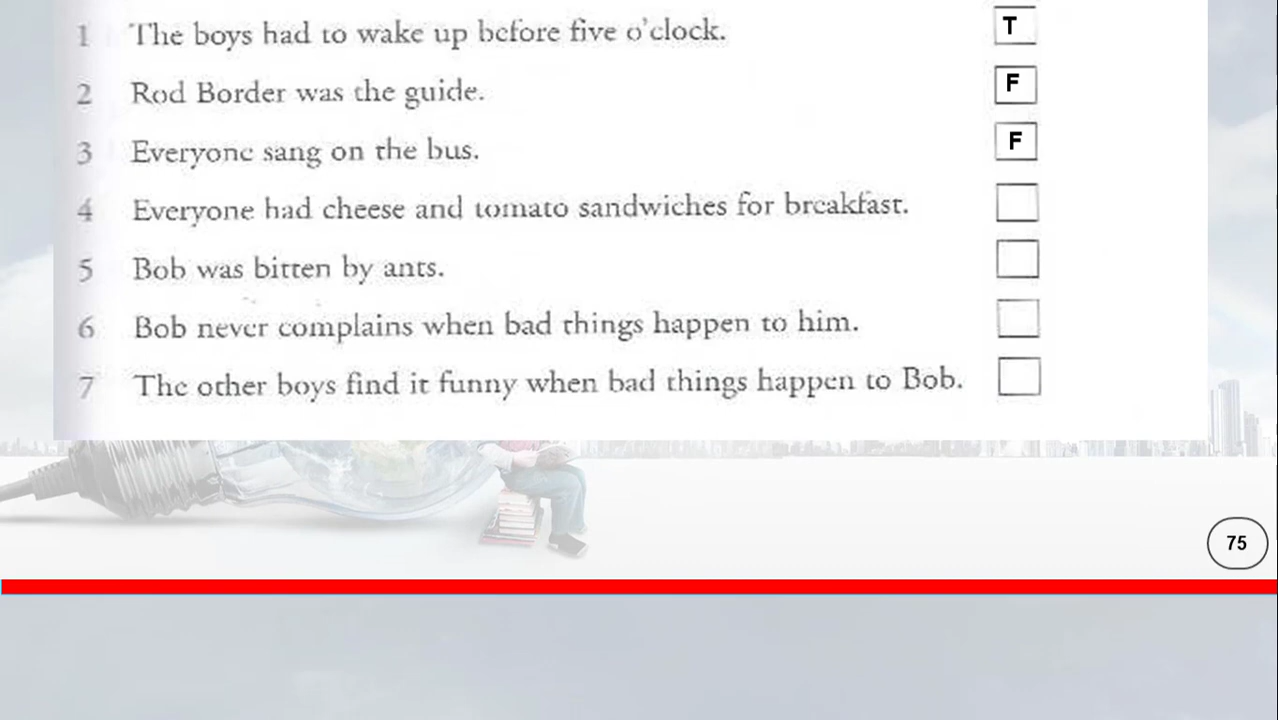 1 The boys had to wake up before five o'clock. T
2 Rod Border was the guide. F
3 Everyone sang on the bus. F
4 Everyone had cheese and tomato sandwiches for breakfast.
5 Bob was bitten by ants.
6 Bob never complains when bad things happen to him.
7 The other boys find it funny when bad things happen to Bob.
75